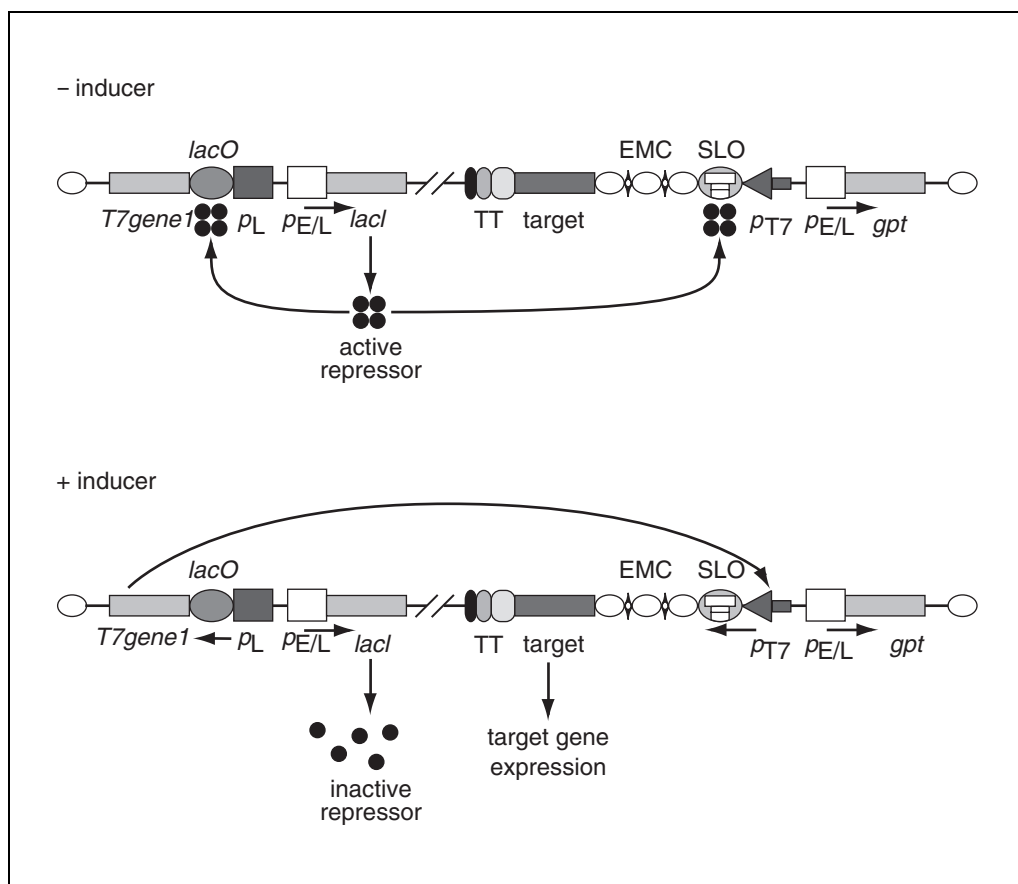 – inducer
lacO EMC SLO
T7gene1 pL pE/L lacI TT target pT7 pE/L gpt
active
repressor
+ inducer
lacO EMC SLO
T7gene1 pL pE/L lacI TT target pT7 pE/L gpt
inactive
repressor
target gene
expression